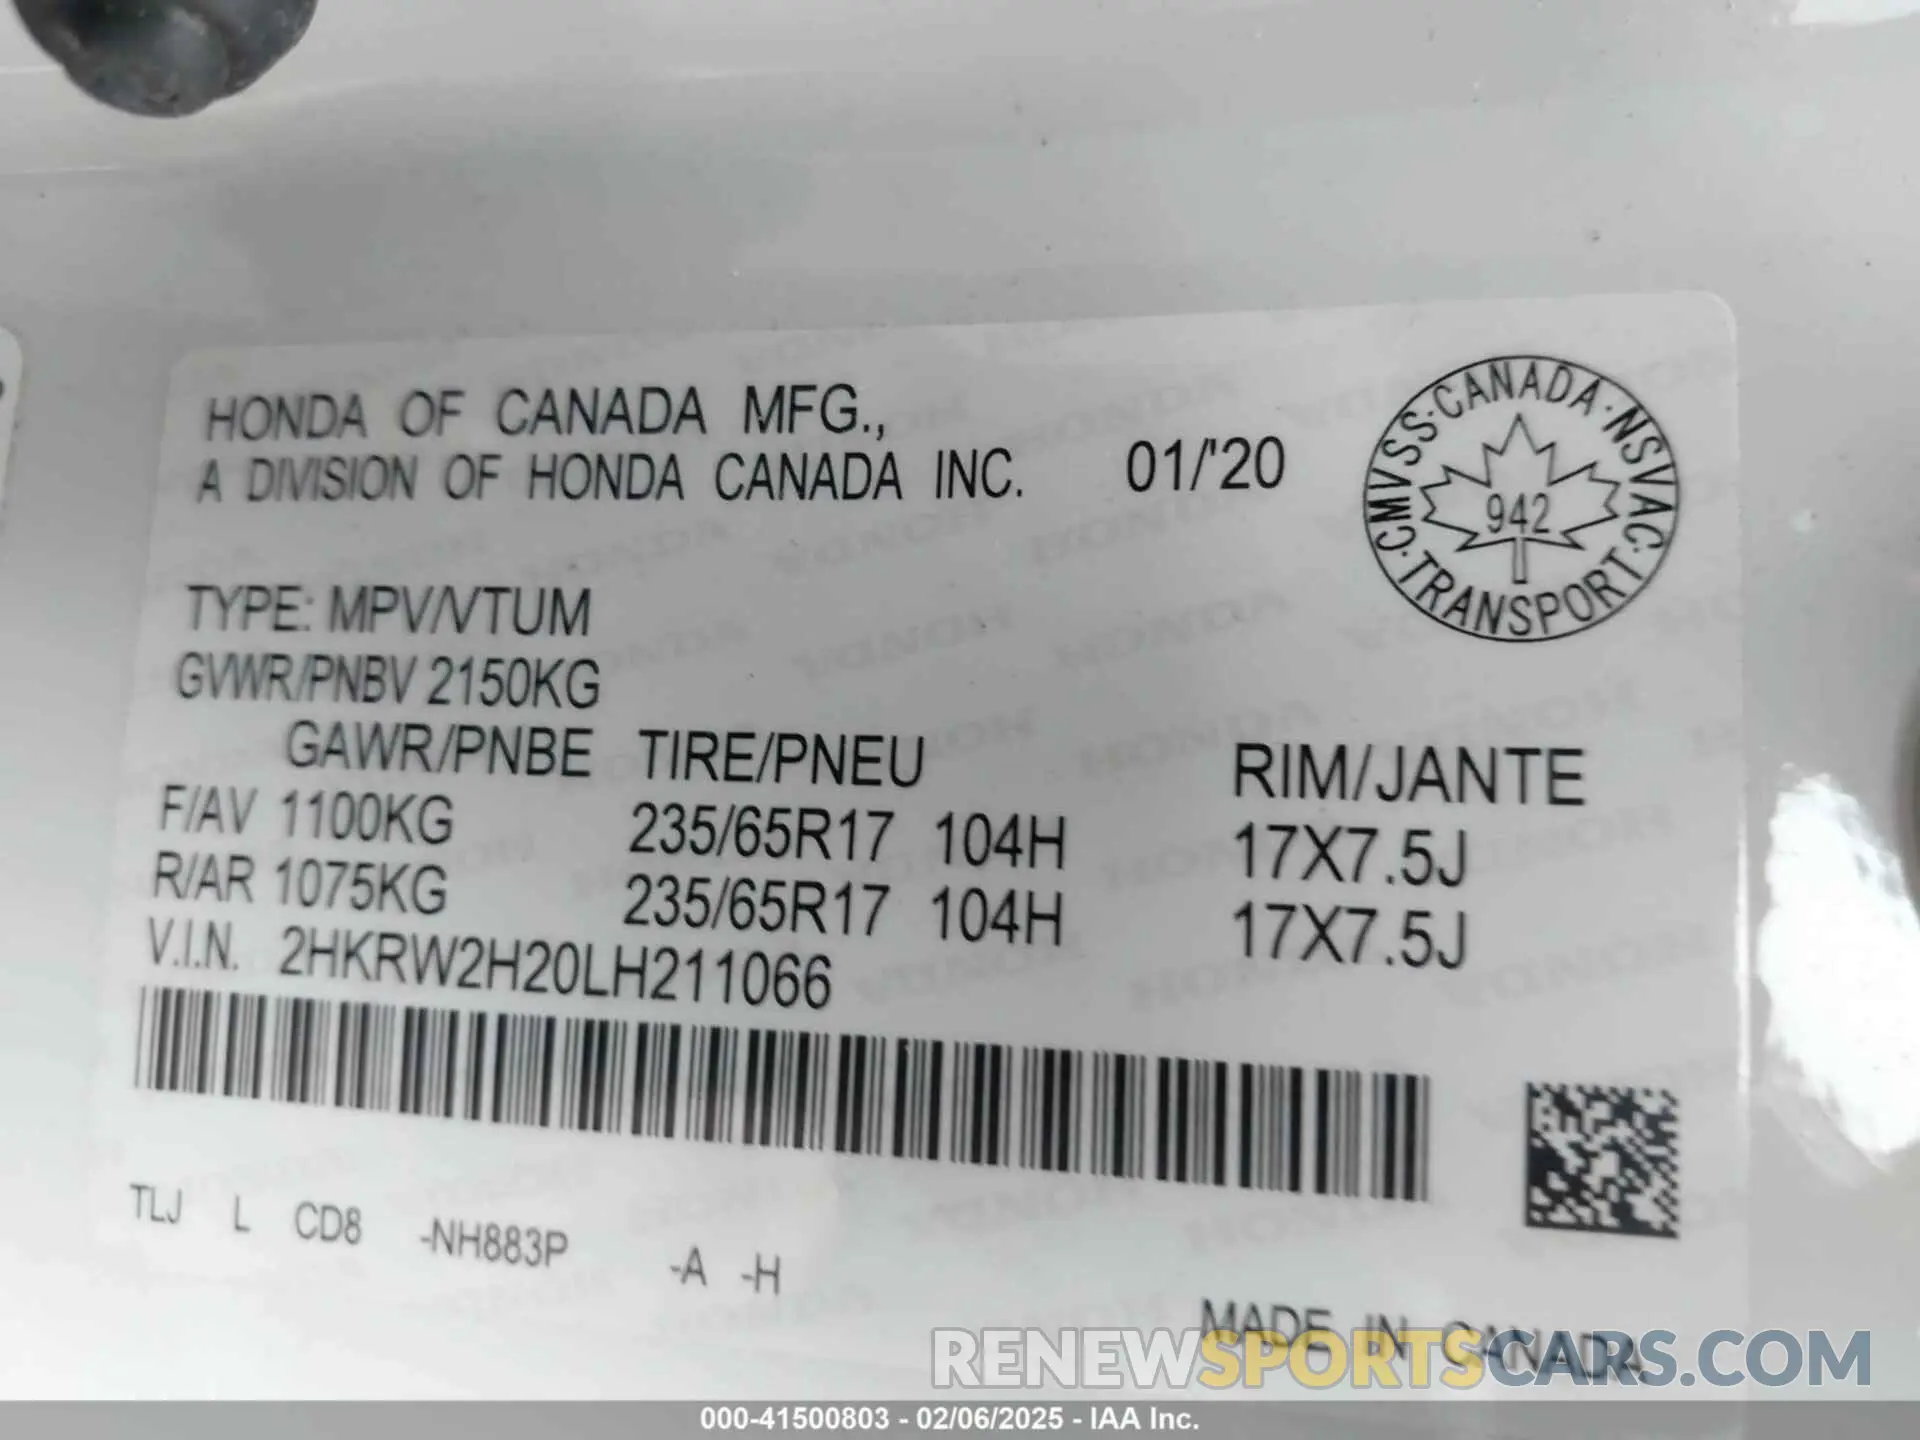 HONDA OF CANADA MFG.,
A DIVISION OF HONDA CANADA INC. 01/'20
CMVSS·CANADA·NSVAC·TRANSPORT
942
TYPE: MPV/VTUM
GVWR/PNBV 2150KG
GAWR/PNBE TIRE/PNEU RIM/JANTE
F/AV 1100KG 235/65R17 104H 17X7.5J
R/AR 1075KG 235/65R17 104H 17X7.5J
V.I.N. 2HKRW2H20LH211066
TLJ L CD8 -NH883P -A -H
MADE IN CANADA.
RENEWSPORTSCARS.COM
000-41500803 - 02/06/2025 - IAA Inc.